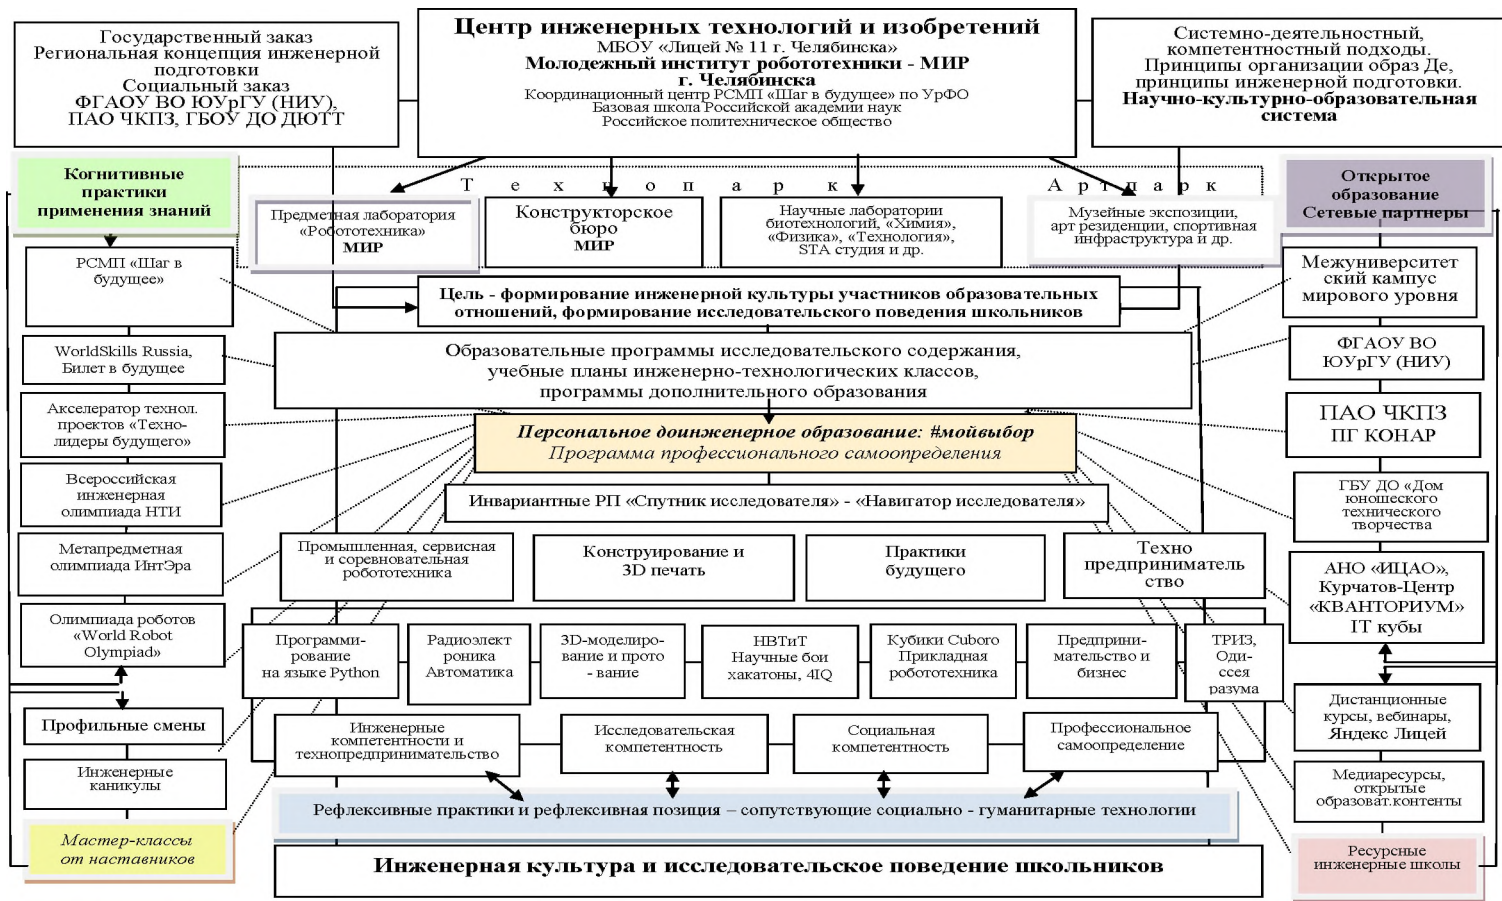 Государственный заказ
Региональная концепция инженерной
подготовки
Социальный заказ
ФГАОУ ВО ЮУрГУ (НИУ),
ПАО ЧКПЗ, ГБОУ ДО ДЮТТ
Центр инженерных технологий и изобретений
МБОУ «Лицей № 11 г. Челябинска»
Молодежный институт робототехники - МИР
г. Челябинска
Координационный центр РСМП «Шаг в будущее» по УрФО
Базовая школа Российской академии наук
Российское политехническое общество
Системно-деятельностный,
компетентностный подходы.
Принципы организации образ Де,
принципы инженерной подготовки.
Научно-культурно-образовательная
система
Когнитивные
практики
применения знаний
Технопарк Артпарк
Открытое
образование
Сетевые партнеры
Предметная лаборатория
«Робототехника»
МИР
Конструкторское
бюро
МИР
Научные лаборатории
биотехнологий, «Химия»,
«Физика», «Технология»,
STA студия и др.
Музейные экспозиции,
арт резиденции, спортивная
инфраструктура и др.
РСМП «Шаг в
будущее»
WorldSkills Russia,
Билет в будущее
Акселератор технол.
проектов «Техно-
лидеры будущего»
Всероссийская
инженерная
олимпиада НТИ
Метапредметная
олимпиада ИнтЭра
Олимпиада роботов
«World Robot
Olympiad»
Профильные смены
Инженерные
каникулы
Мастер-классы
от наставников
Цель - формирование инженерной культуры участников образовательных
отношений, формирование исследовательского поведения школьников
Образовательные программы исследовательского содержания,
учебные планы инженерно-технологических классов,
программы дополнительного образования
Персональное доинженерное образование: #мойвыбор
Программа профессионального самоопределения
Инвариантные РП «Спутник исследователя» - «Навигатор исследователя»
Промышленная, сервисная
и соревновательная
робототехника
Конструирование и
3D печать
Практики
будущего
Техно
предприниматель
ство
Программи-
рование
на языке Python
Радиоэлект
роника
Автоматика
3D-моделиро-
вание и прото
- вание
НВТиТ
Научные бои
хакатоны, 4IQ
Кубики Cuboro
Прикладная
робототехника
Предприни-
мательство и
бизнес
ТРИЗ,
Оди-
ссея
разума
Инженерные
компетентности и
технопредпринимательство
Исследовательская
компетентность
Социальная
компетентность
Профессиональное
самоопределение
Рефлексивные практики и рефлексивная позиция – сопутствующие социально - гуманитарные технологии
Инженерная культура и исследовательское поведение школьников
Межуниверситет
ский кампус
мирового уровня
ФГАОУ ВО
ЮУрГУ (НИУ)
ПАО ЧКПЗ
ПГ КОНАР
ГБУ ДО «Дом
юношеского
технического
творчества
АНО «ИЦАО»,
Курчатов-Центр
«КВАНТОРИУМ»
IT кубы
Дистанционные
курсы, вебинары,
Яндекс Лицей
Медиаресурсы,
открытые
образоват.контенты
Ресурсные
инженерные школы